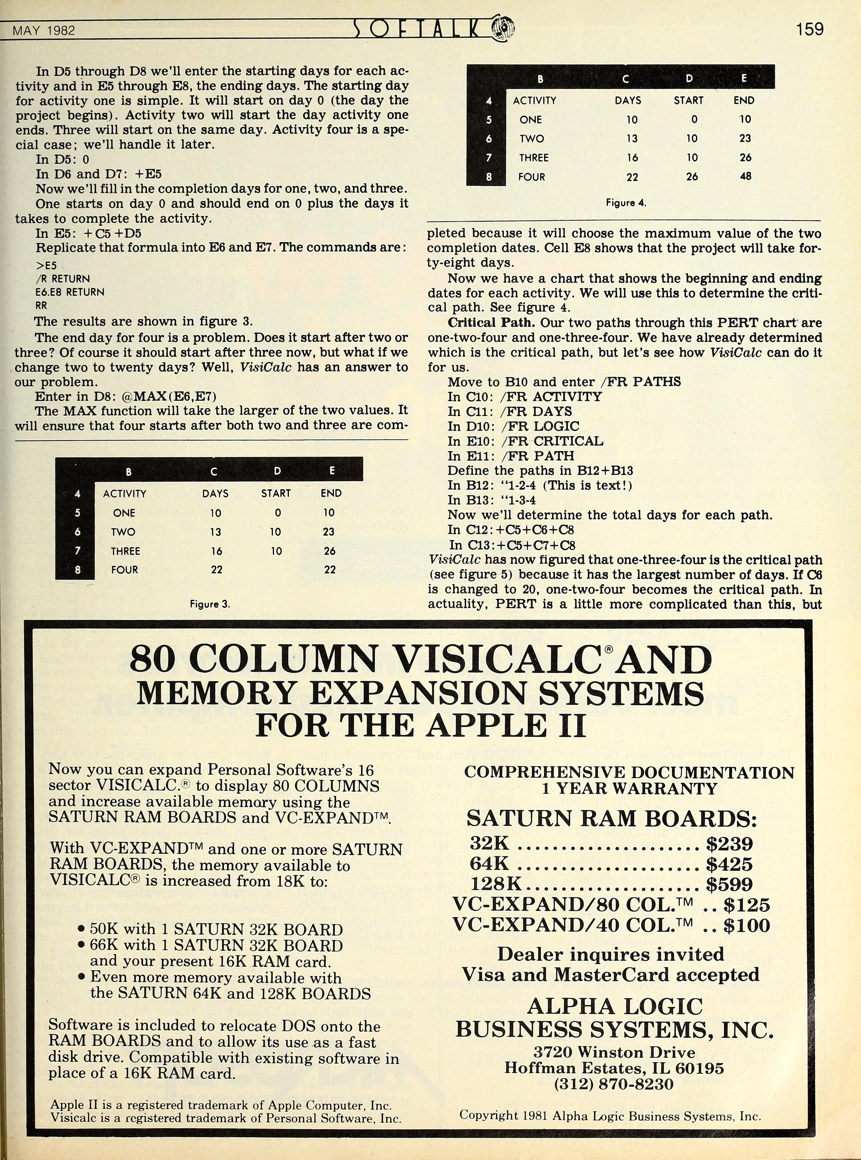 MAY 1982
SOFTALK
159
In D5 through D8 we'll enter the starting days for each ac-
tivity and in E5 through E8, the ending days. The starting day
for activity one is simple. It will start on day 0 (the day the
project begins). Activity two will start the day activity one
ends. Three will start on the same day. Activity four is a spe-
cial case; we'll handle it later.
In D5: 0
In D6 and D7: +E5
Now we'll fill in the completion days for one, two, and three.
One starts on day 0 and should end on 0 plus the days it
takes to complete the activity.
In E5: +C5+D5
Replicate that formula into E6 and E7. The commands are:
>E5
/R RETURN
E6.E8 RETURN
RR
The results are shown in figure 3.
The end day for four is a problem. Does it start after two or
three? Of course it should start after three now, but what if we
change two to twenty days? Well, VisiCalc has an answer to
our problem.
Enter in D8: @MAX(E6,E7)
The MAX function will take the larger of the two values. It
will ensure that four starts after both two and three are com-
B C D E
4 ACTIVITY DAYS START END
5 ONE 10 0 10
6 TWO 13 10 23
7 THREE 16 10 26
8 FOUR 22 22
Figure 3.
B C D E
4 ACTIVITY DAYS START END
5 ONE 10 0 10
6 TWO 13 10 23
7 THREE 16 10 26
8 FOUR 22 26 48
Figure 4.
pleted because it will choose the maximum value of the two
completion dates. Cell E8 shows that the project will take for-
ty-eight days.
Now we have a chart that shows the beginning and ending
dates for each activity. We will use this to determine the criti-
cal path. See figure 4.
Critical Path. Our two paths through this PERT chart are
one-two-four and one-three-four. We have already determined
which is the critical path, but let's see how VisiCalc can do it
for us.
Move to B10 and enter /FR PATHS
In C10: /FR ACTIVITY
In C11: /FR DAYS
In D10: /FR LOGIC
In E10: /FR CRITICAL
In E11: /FR PATH
Define the paths in B12+B13
In B12: "1-2-4 (This is text!)
In B13: "1-3-4
Now we'll determine the total days for each path.
In C12:+C5+C6+C8
In C13:+C5+C7+C8
VisiCalc has now figured that one-three-four is the critical path
(see figure 5) because it has the largest number of days. If C6
is changed to 20, one-two-four becomes the critical path. In
actuality, PERT is a little more complicated than this, but
80 COLUMN VISICALC® AND
MEMORY EXPANSION SYSTEMS
FOR THE APPLE II
Now you can expand Personal Software's 16
sector VISICALC.® to display 80 COLUMNS
and increase available memory using the
SATURN RAM BOARDS and VC-EXPAND™.
With VC-EXPAND™ and one or more SATURN
RAM BOARDS, the memory available to
VISICALC® is increased from 18K to:
• 50K with 1 SATURN 32K BOARD
• 66K with 1 SATURN 32K BOARD
and your present 16K RAM card.
• Even more memory available with
the SATURN 64K and 128K BOARDS
Software is included to relocate DOS onto the
RAM BOARDS and to allow its use as a fast
disk drive. Compatible with existing software in
place of a 16K RAM card.
Apple II is a registered trademark of Apple Computer, Inc.
Visicalc is a registered trademark of Personal Software, Inc.
COMPREHENSIVE DOCUMENTATION
1 YEAR WARRANTY
SATURN RAM BOARDS:
32K ..................... $239
64K ..................... $425
128K.................... $599
VC-EXPAND/80 COL.™ .. $125
VC-EXPAND/40 COL.™ .. $100
Dealer inquires invited
Visa and MasterCard accepted
ALPHA LOGIC
BUSINESS SYSTEMS, INC.
3720 Winston Drive
Hoffman Estates, IL 60195
(312) 870-8230
Copyright 1981 Alpha Logic Business Systems, Inc.